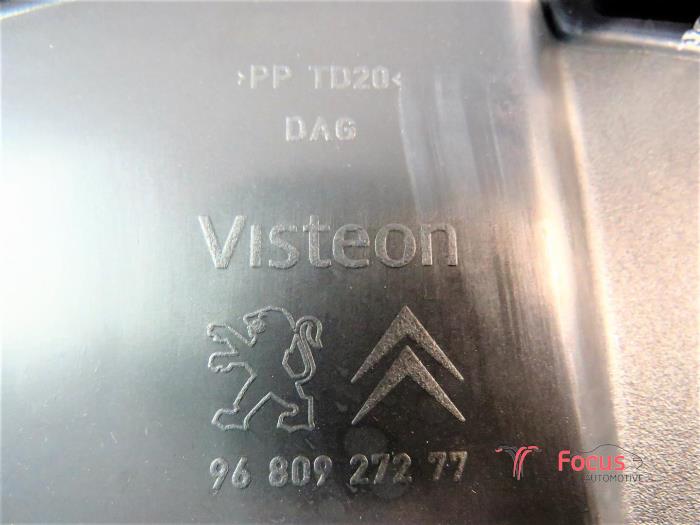 >PP TD20<
DAG
Visteon
96 809 272 77
Focus
AUTOMOTIVE